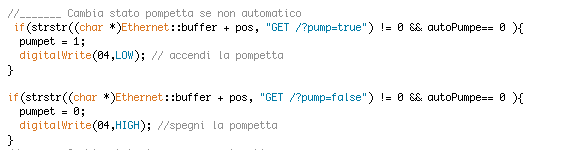 //_______ Cambia stato pompetta se non automatico
if(strstr((char *)Ethernet::buffer + pos, "GET /?pump=true") != 0 && autoPumpe== 0 ){
pumpet = 1;
digitalWrite(04,LOW); // accendi la pompetta
}
if(strstr((char *)Ethernet::buffer + pos, "GET /?pump=false") != 0 && autoPumpe== 0 ){
pumpet = 0;
digitalWrite(04,HIGH); //spegni la pompetta
}